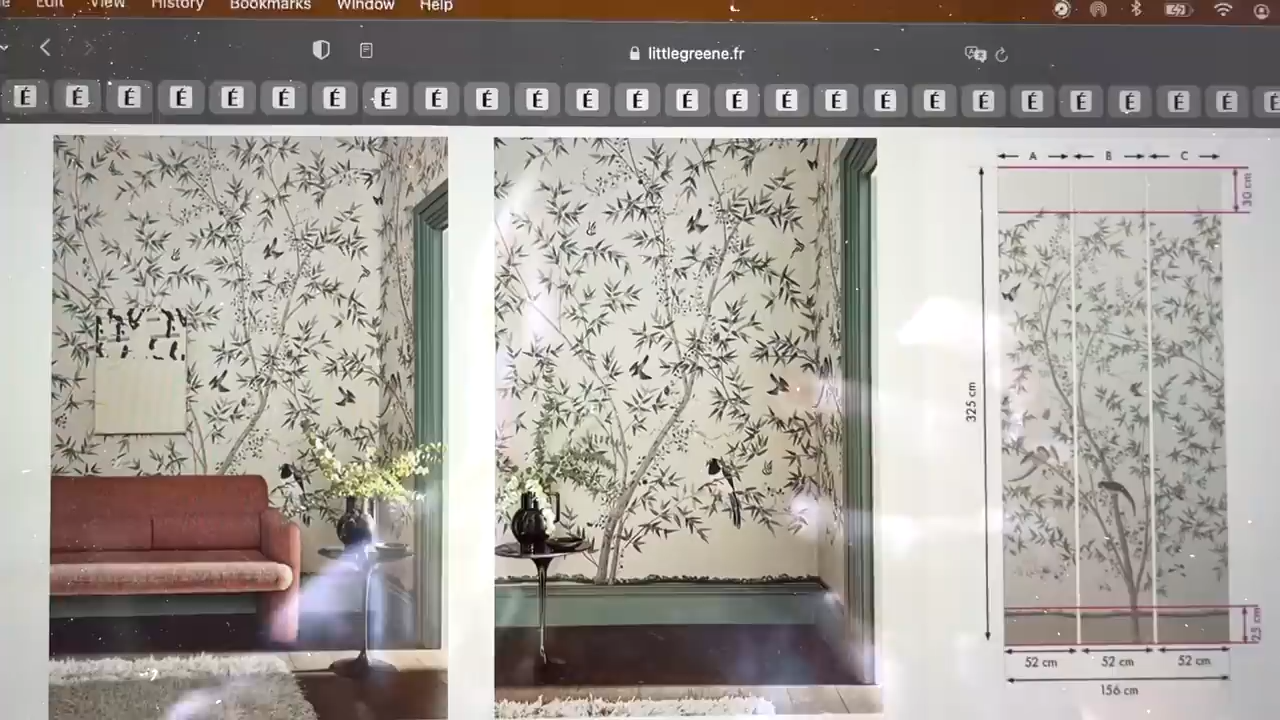 Edit View History Bookmarks Window Help
littlegreene.fr
É É É É É É É É É É É É É É É É É É É É É É É É É É
A B C
30 cm
325 cm
25 cm
52 cm 52 cm 52 cm
156 cm